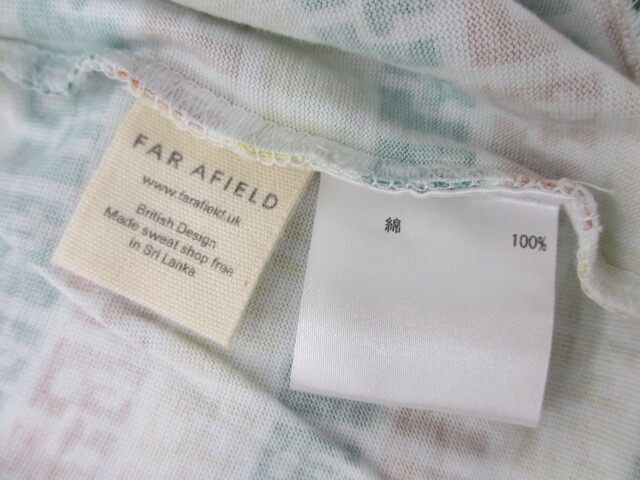 FAR AFIELD
www.farafield.uk
British Design
Made sweat shop free
in Sri Lanka
綿 100%